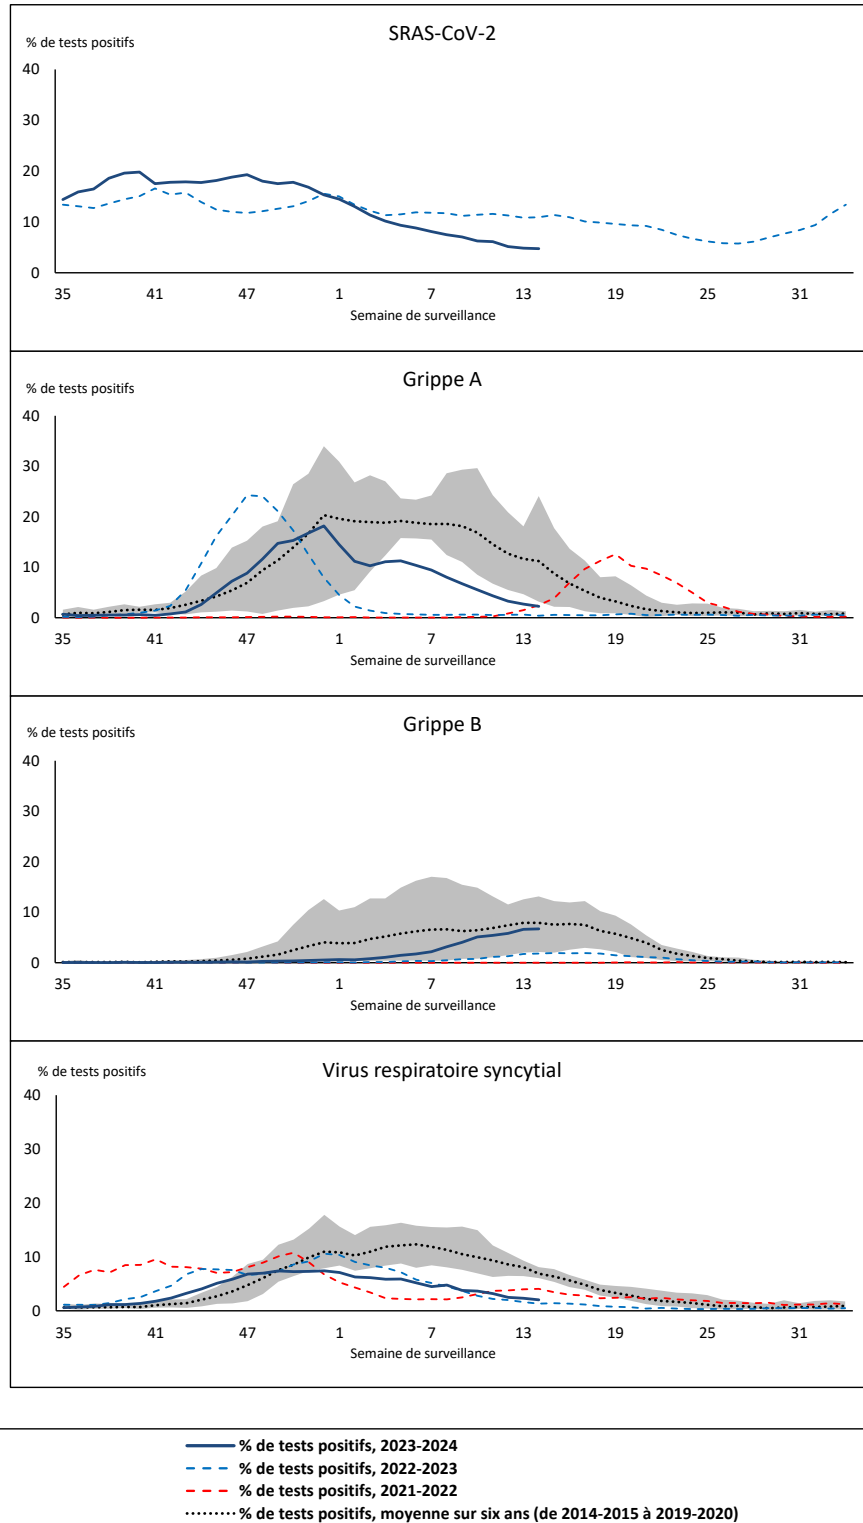 SRAS-CoV-2
% de tests positifs
40
30
20
10
0
35 41 47 1 7 13 19 25 31
Semaine de surveillance
Grippe A
% de tests positifs
40
30
20
10
0
35 41 47 1 7 13 19 25 31
Semaine de surveillance
Grippe B
% de tests positifs
40
30
20
10
0
35 41 47 1 7 13 19 25 31
Semaine de surveillance
Virus respiratoire syncytial
% de tests positifs
40
30
20
10
0
35 41 47 1 7 13 19 25 31
Semaine de surveillance
% de tests positifs, 2023-2024
% de tests positifs, 2022-2023
% de tests positifs, 2021-2022
% de tests positifs, moyenne sur six ans (de 2014-2015 à 2019-2020)